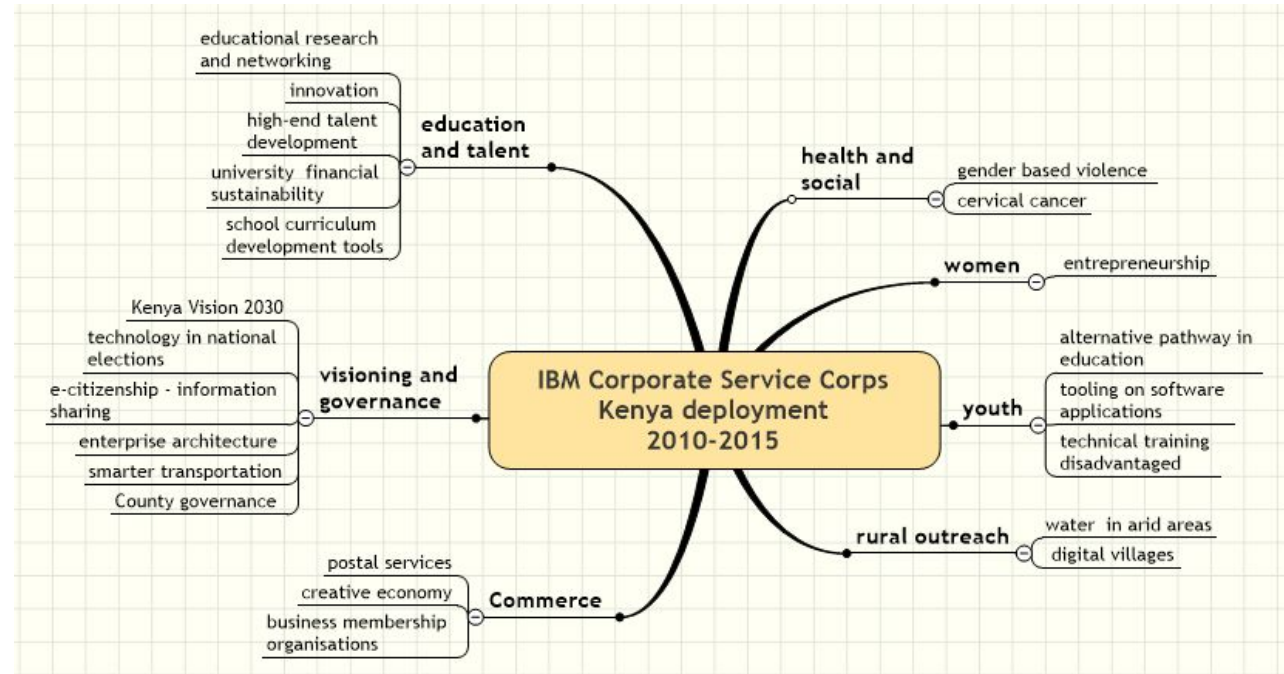 educational research
and networking
innovation
high-end talent
development
university financial
sustainability
school curriculum
development tools
education
and talent
Kenya Vision 2030
technology in national
elections
e-citizenship - information
sharing
enterprise architecture
smarter transportation
County governance
visioning and
governance
postal services
creative economy
business membership
organisations
Commerce
IBM Corporate Service Corps
Kenya deployment
2010-2015
health and
social
gender based violence
cervical cancer
women
entrepreneurship
youth
alternative pathway in
education
tooling on software
applications
technical training
disadvantaged
rural outreach
water in arid areas
digital villages